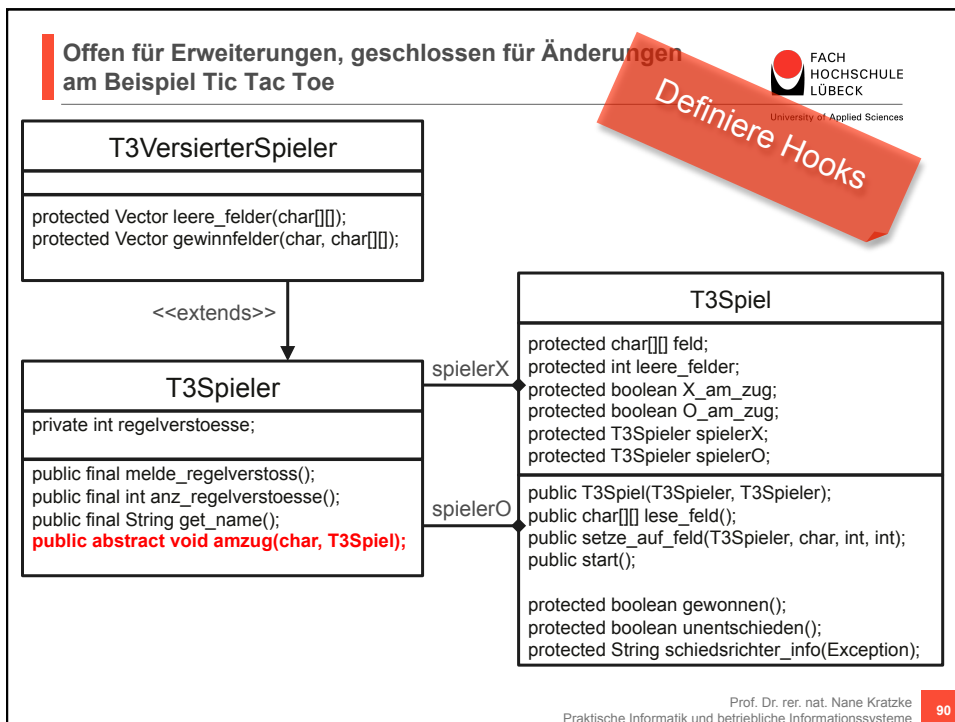 Offen für Erweiterungen, geschlossen für Änderungen
am Beispiel Tic Tac Toe
FACH
HOCHSCHULE
LÜBECK
University of Applied Sciences
Definiere Hooks
T3VersierterSpieler
protected Vector leere_felder(char[][]);
protected Vector gewinnfelder(char, char[][]);
<<extends>>
T3Spieler
private int regelverstoesse;
public final melde_regelverstoss();
public final int anz_regelverstoesse();
public final String get_name();
public abstract void amzug(char, T3Spiel);
spielerX
spielerO
T3Spiel
protected char[][] feld;
protected int leere_felder;
protected boolean X_am_zug;
protected boolean O_am_zug;
protected T3Spieler spielerX;
protected T3Spieler spielerO;
public T3Spiel(T3Spieler, T3Spieler);
public char[][] lese_feld();
public setze_auf_feld(T3Spieler, char, int, int);
public start();
protected boolean gewonnen();
protected boolean unentschieden();
protected String schiedsrichter_info(Exception);
Prof. Dr. rer. nat. Nane Kratzke
Praktische Informatik und betriebliche Informationssysteme
90